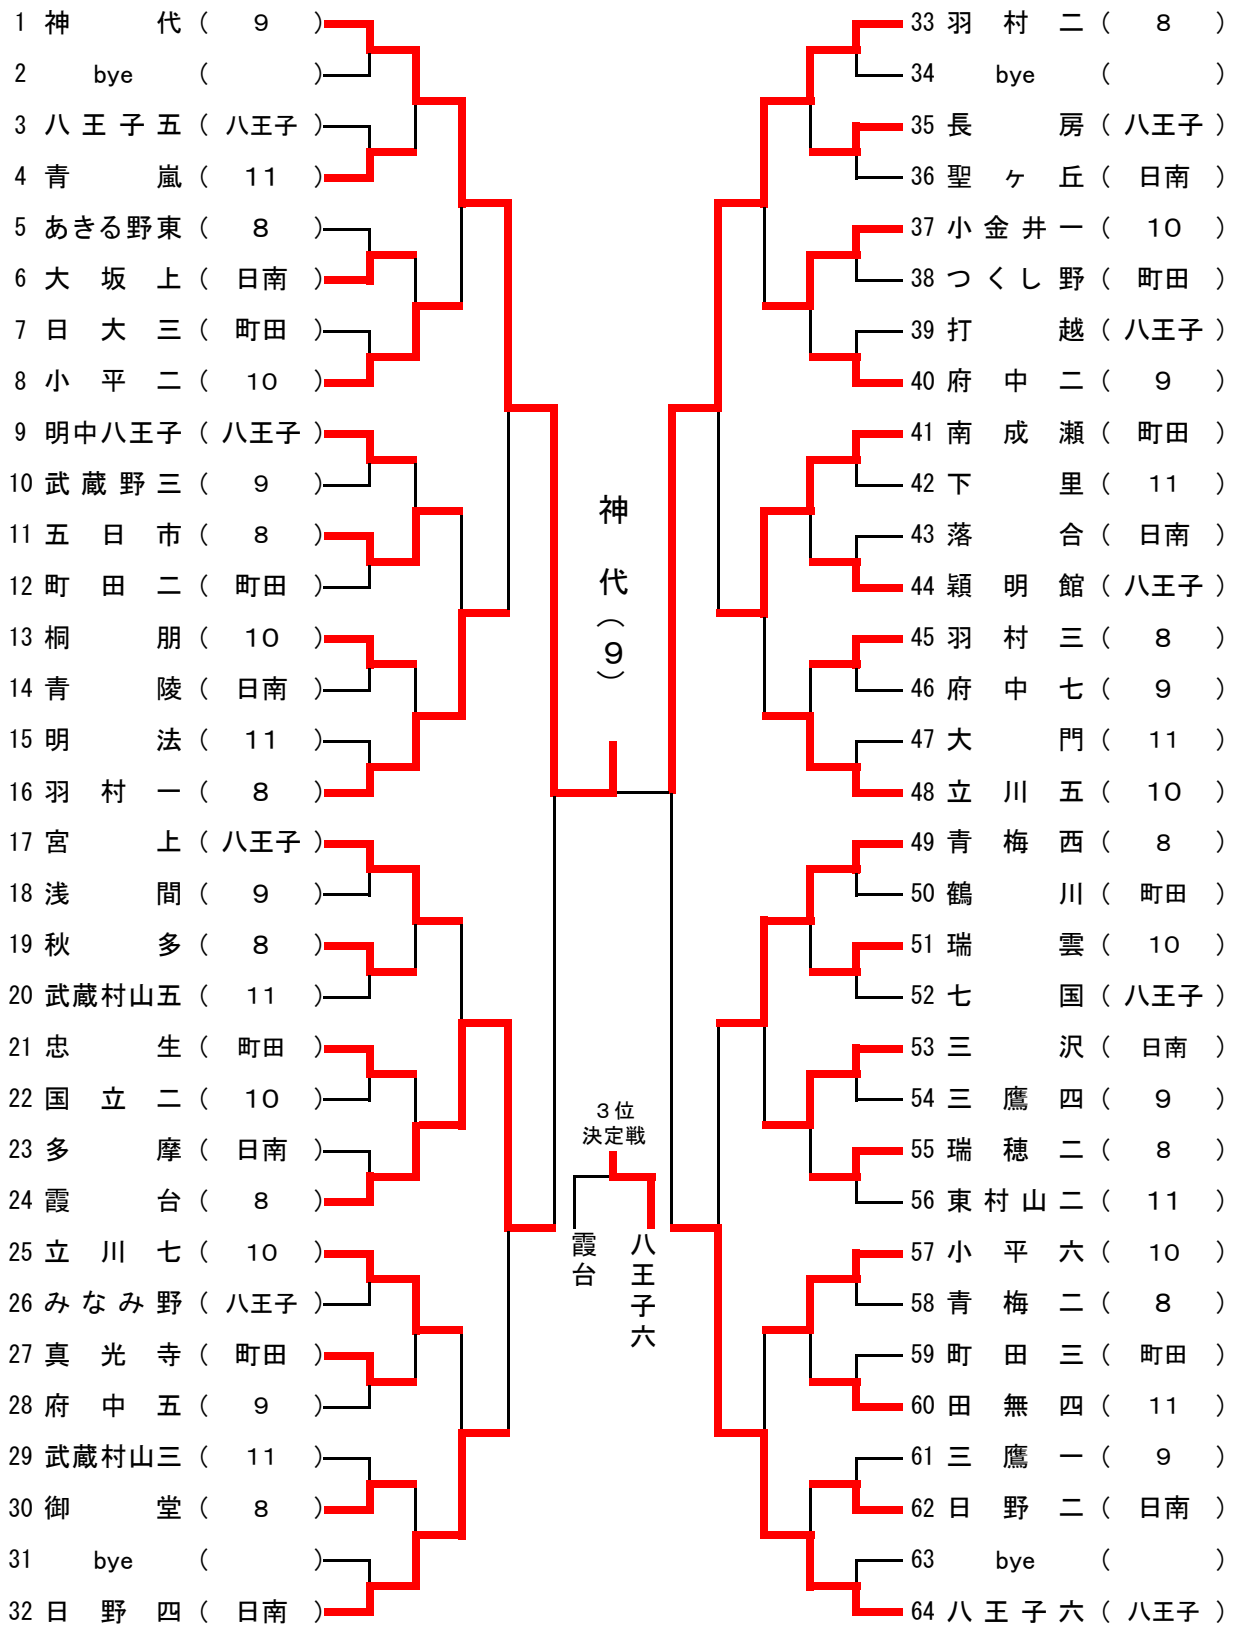 1 神代 ( 9 )
2 bye ( )
3 八王子五 ( 八王子 )
4 青嵐 ( 11 )
5 あきる野東 ( 8 )
6 大坂上 ( 日南 )
7 日大三 ( 町田 )
8 小平二 ( 10 )
9 明中八王子 ( 八王子 )
10 武蔵野三 ( 9 )
11 五日市 ( 8 )
12 町田二 ( 町田 )
13 桐朋 ( 10 )
14 青陵 ( 日南 )
15 明法 ( 11 )
16 羽村一 ( 8 )
17 宮上 ( 八王子 )
18 浅間 ( 9 )
19 秋多 ( 8 )
20 武蔵村山五 ( 11 )
21 忠生 ( 町田 )
22 国立二 ( 10 )
23 多摩 ( 日南 )
24 霞台 ( 8 )
25 立川七 ( 10 )
26 みなみ野 ( 八王子 )
27 真光寺 ( 町田 )
28 府中五 ( 9 )
29 武蔵村山三 ( 11 )
30 御堂 ( 8 )
31 bye ( )
32 日野四 ( 日南 )
神代(9)
3位
決定戦
霞台
八王子六
33 羽村二 ( 8 )
34 bye ( )
35 長房 ( 八王子 )
36 聖ヶ丘 ( 日南 )
37 小金井一 ( 10 )
38 つくし野 ( 町田 )
39 打越 ( 八王子 )
40 府中二 ( 9 )
41 南成瀬 ( 町田 )
42 下里 ( 11 )
43 落合 ( 日南 )
44 穎明館 ( 八王子 )
45 羽村三 ( 8 )
46 府中七 ( 9 )
47 大門 ( 11 )
48 立川五 ( 10 )
49 青梅西 ( 8 )
50 鶴川 ( 町田 )
51 瑞雲 ( 10 )
52 七国 ( 八王子 )
53 三沢 ( 日南 )
54 三鷹四 ( 9 )
55 瑞穂二 ( 8 )
56 東村山二 ( 11 )
57 小平六 ( 10 )
58 青梅二 ( 8 )
59 町田三 ( 町田 )
60 田無四 ( 11 )
61 三鷹一 ( 9 )
62 日野二 ( 日南 )
63 bye ( )
64 八王子六 ( 八王子 )